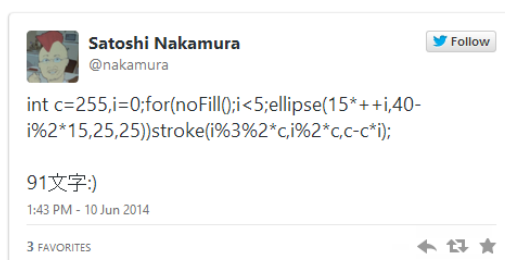 Satoshi Nakamura
@nakamura
Follow
int c=255,i=0;for(noFill();i<5;ellipse(15*++i,40-
i%2*15,25,25))stroke(i%3%2*c,i%2*c,c-c*i);
91文字:)
1:43 PM - 10 Jun 2014
3 FAVORITES